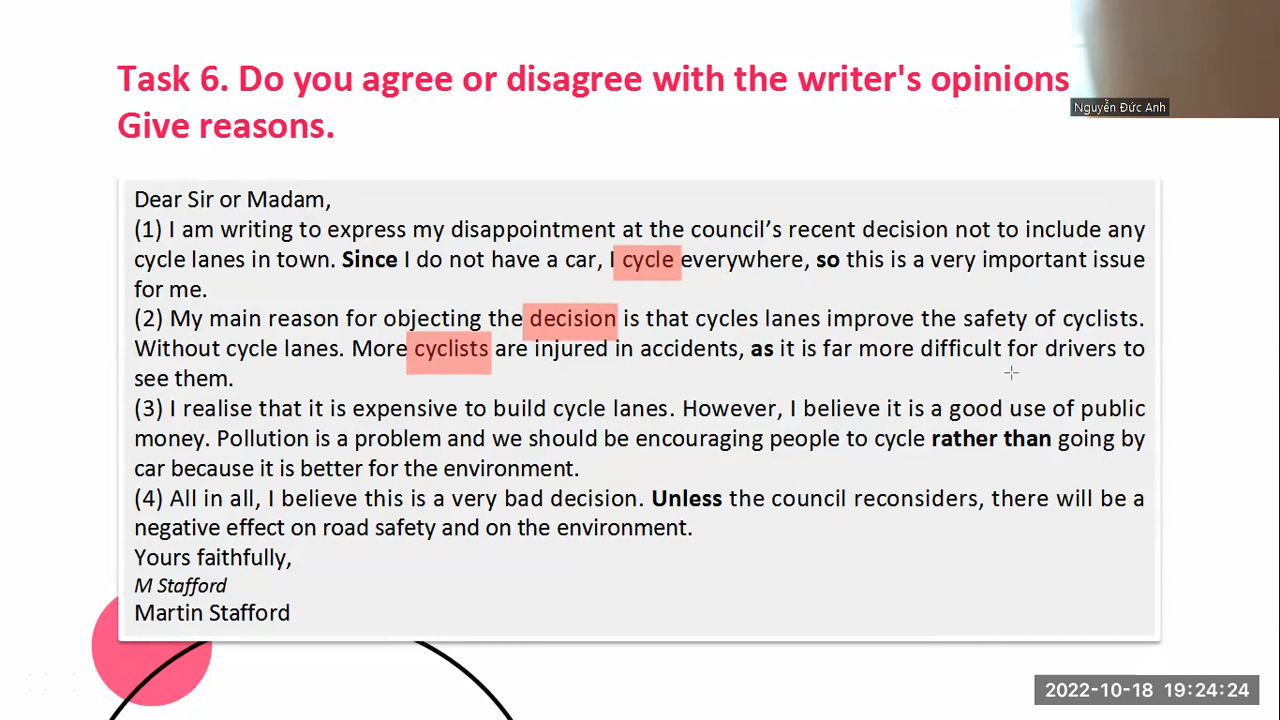 Task 6. Do you agree or disagree with the writer's opinions
Give reasons.
Nguyễn Đức Anh
Dear Sir or Madam,
(1) I am writing to express my disappointment at the council’s recent decision not to include any
cycle lanes in town. Since I do not have a car, I cycle everywhere, so this is a very important issue
for me.
(2) My main reason for objecting the decision is that cycles lanes improve the safety of cyclists.
Without cycle lanes. More cyclists are injured in accidents, as it is far more difficult for drivers to
see them.
(3) I realise that it is expensive to build cycle lanes. However, I believe it is a good use of public
money. Pollution is a problem and we should be encouraging people to cycle rather than going by
car because it is better for the environment.
(4) All in all, I believe this is a very bad decision. Unless the council reconsiders, there will be a
negative effect on road safety and on the environment.
Yours faithfully,
M Stafford
Martin Stafford
2022-10-18 19:24:24